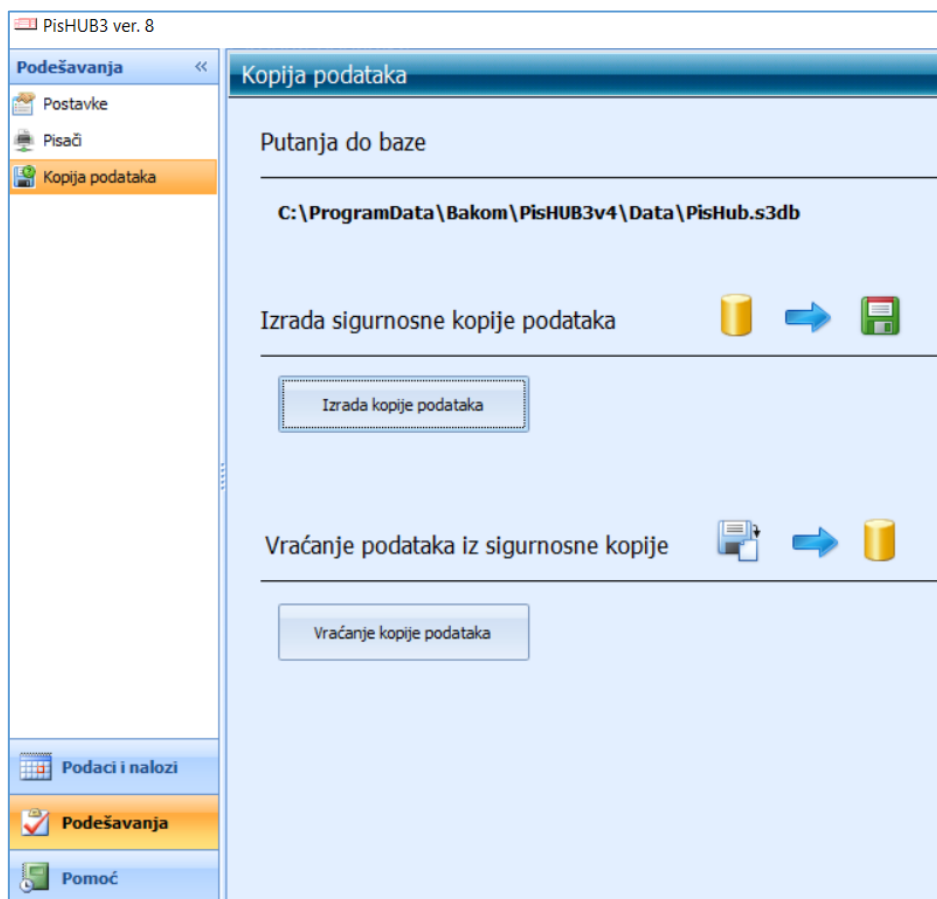 PisHUB3 ver. 8
Podešavanja «
Postavke
Pisači
Kopija podataka
Kopija podataka
Putanja do baze
C:\ProgramData\Bakom\PisHUB3v4\Data\PisHub.s3db
Izrada sigurnosne kopije podataka
Izrada kopije podataka
Vraćanje podataka iz sigurnosne kopije
Vraćanje kopije podataka
Podaci i nalozi
Podešavanja
Pomoć